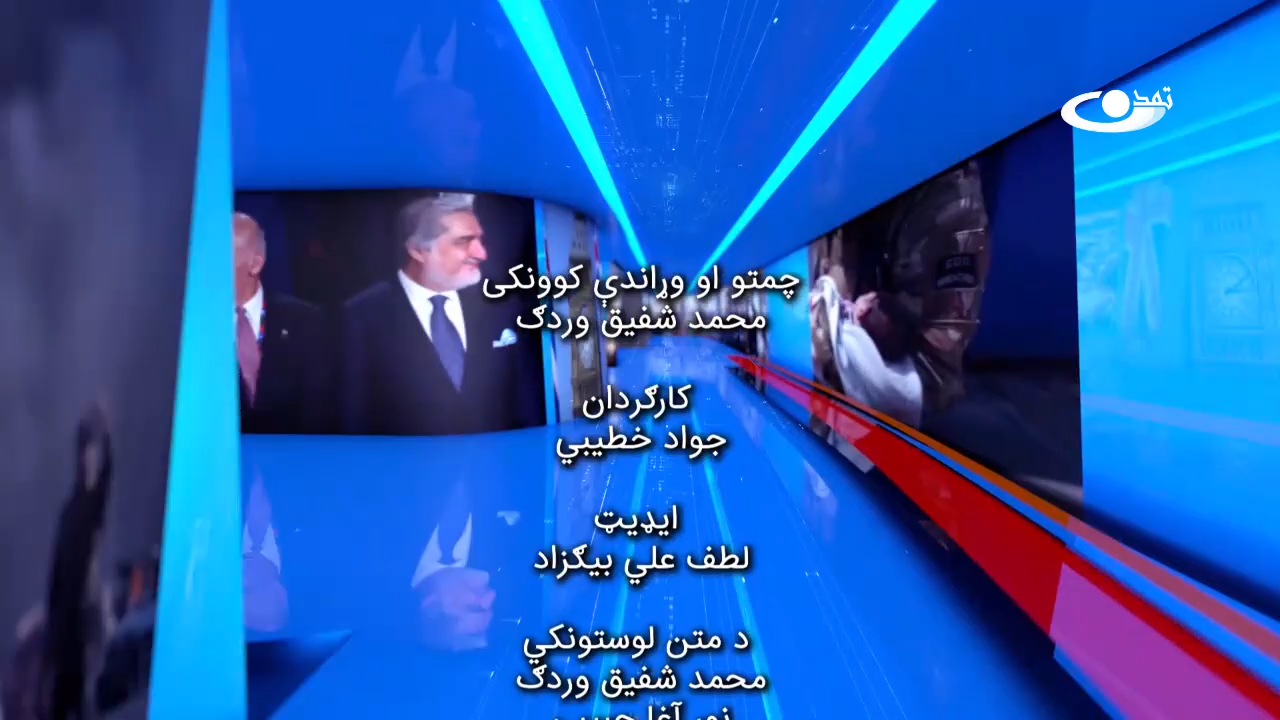 تمدن
چمتو او وړاندې کوونکی
محمد شفیق وردګ
کارګردان
جواد خطیبي
ایډیټ
لطف علي بیګزاد
د متن لوستونکي
محمد شفیق وردګ